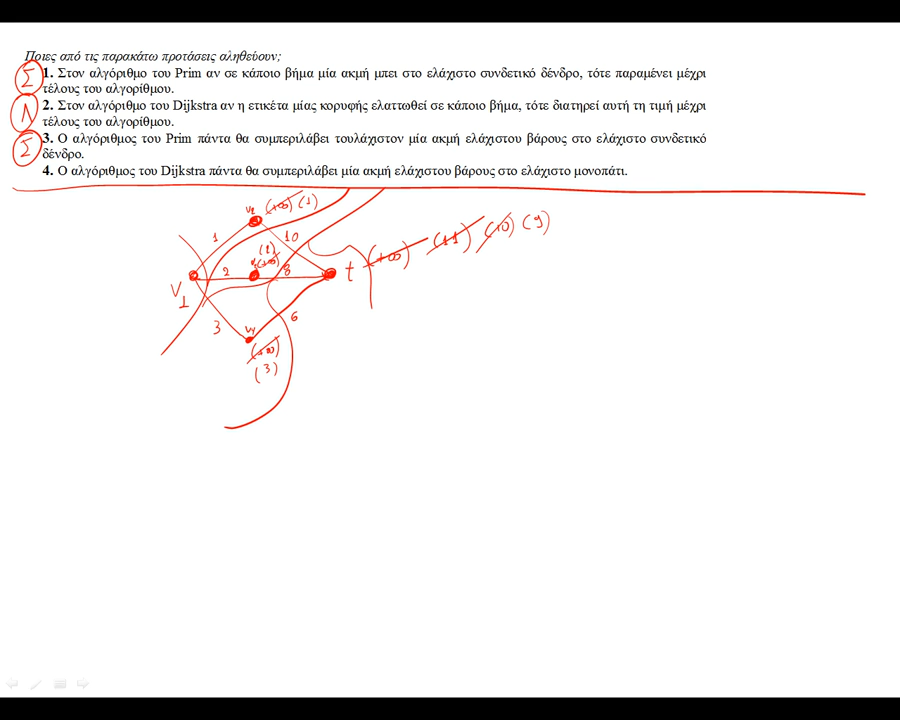 Ποιες από τις παρακάτω προτάσεις αληθεύουν;
Σ 1. Στον αλγόριθμο του Prim αν σε κάποιο βήμα μία ακμή μπει στο ελάχιστο συνδετικό δένδρο, τότε παραμένει μέχρι
τέλους του αλγορίθμου.
Λ 2. Στον αλγόριθμο του Dijkstra αν η ετικέτα μίας κορυφής ελαττωθεί σε κάποιο βήμα, τότε διατηρεί αυτή τη τιμή μέχρι
τέλους του αλγορίθμου.
Σ 3. Ο αλγόριθμος του Prim πάντα θα συμπεριλάβει τουλάχιστον μία ακμή ελάχιστου βάρους στο ελάχιστο συνδετικό
δένδρο.
4. Ο αλγόριθμος του Dijkstra πάντα θα συμπεριλάβει μία ακμή ελάχιστου βάρους στο ελάχιστο μονοπάτι.
V2 (+∞) (1)
1 10
(2)
(+∞)
2 8
t (+∞) (11) (10) (9)
V1
3 6
V4
(+∞)
(3)